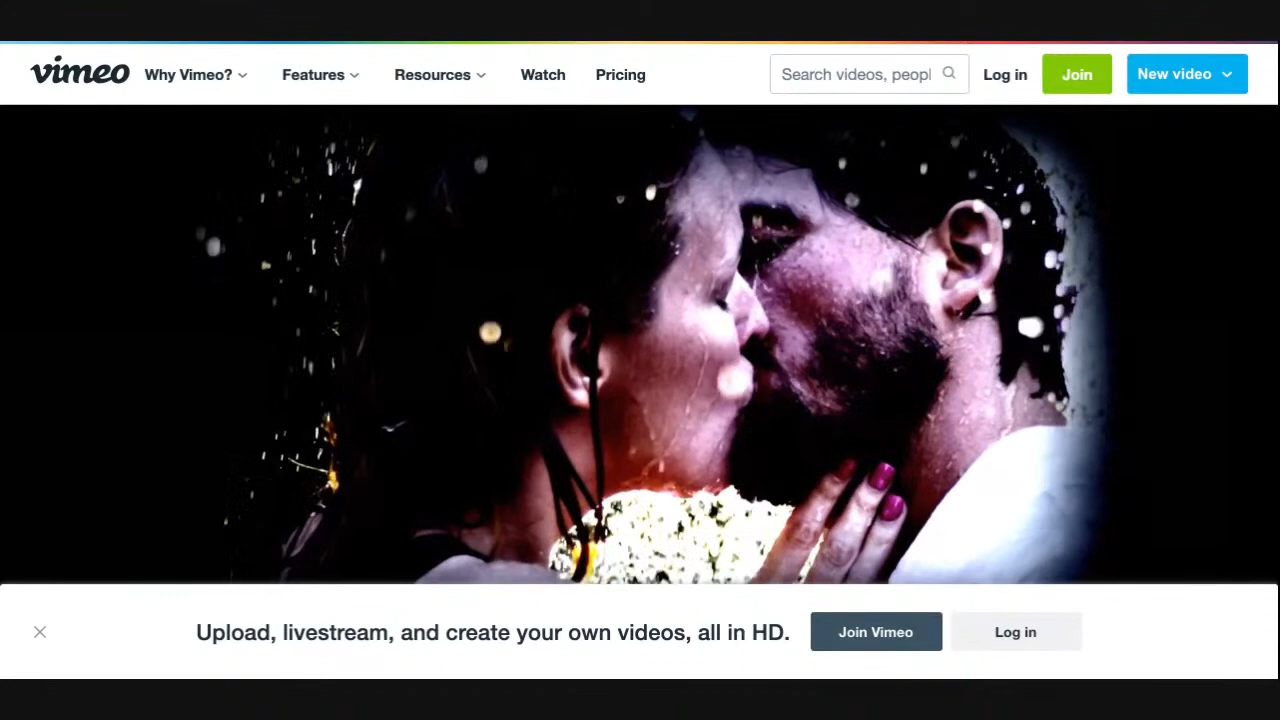 vimeo Why Vimeo? Features Resources Watch Pricing Search videos, peopl Log in Join New video
Upload, livestream, and create your own videos, all in HD. Join Vimeo Log in